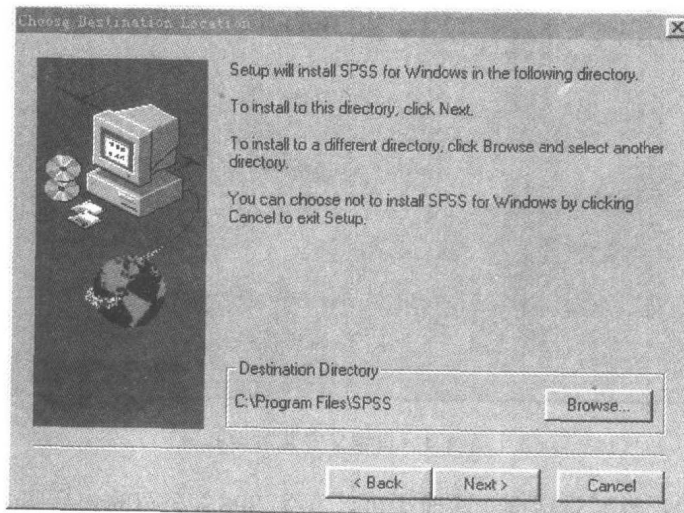 Choose Destination Location
Setup will install SPSS for Windows in the following directory.
To install to this directory, click Next.
To install to a different directory, click Browse and select another
directory.
You can choose not to install SPSS for Windows by clicking
Cancel to exit Setup.
Destination Directory
C:\Program Files\SPSS
Browse...
< Back
Next >
Cancel